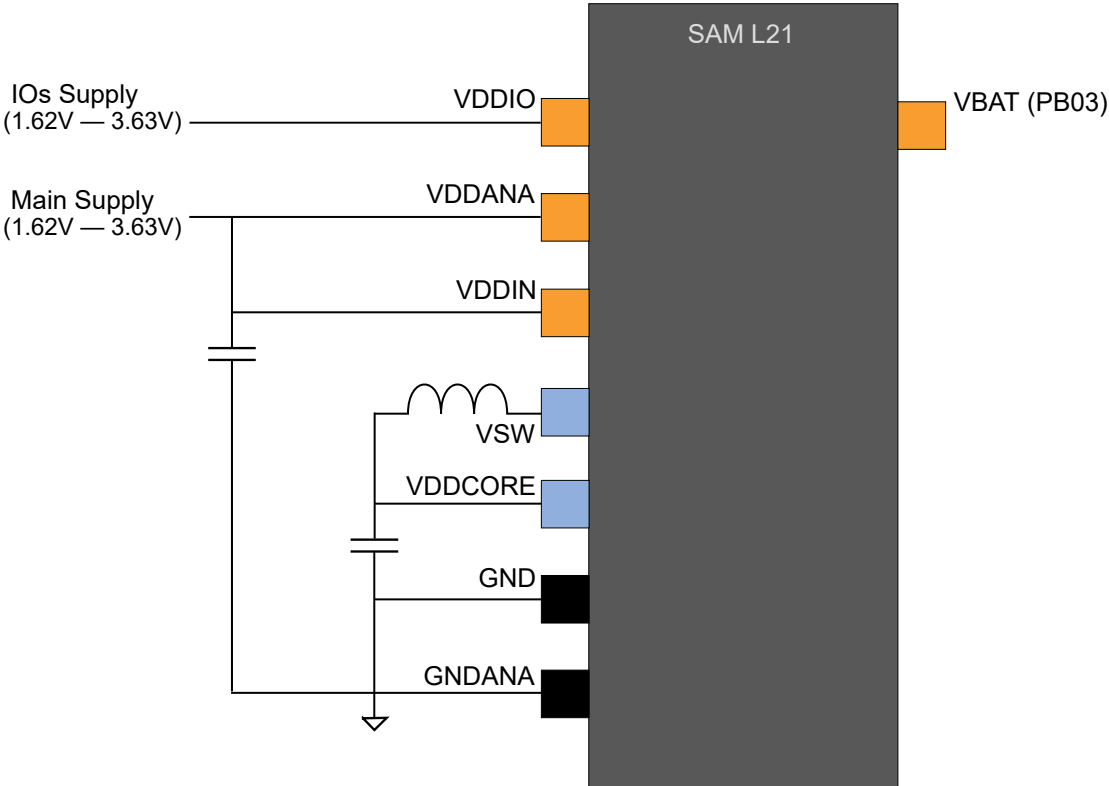 SAM L21
IOs Supply
(1.62V — 3.63V)
VDDIO
VBAT (PB03)
Main Supply
(1.62V — 3.63V)
VDDANA
VDDIN
VSW
VDDCORE
GND
GNDANA